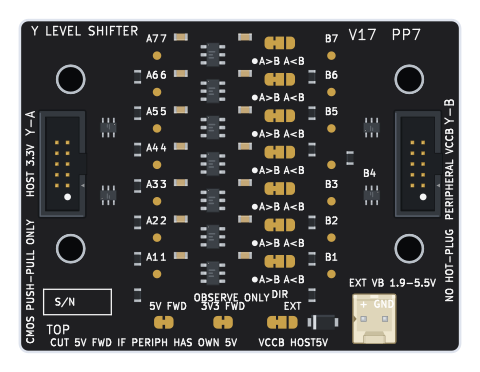 Y LEVEL SHIFTER
V17 PP7
A77
B7
A>B A<B
A66
B6
A>B A<B
A55
B5
A>B A<B
A44
B4
A>B A<B
A33
B3
A>B A<B
A22
B2
A>B A<B
A11
B1
A>B A<B
HOST 3.3V Y-A
PERIPHERAL VCCB Y-B
CMOS PUSH-PULL ONLY
NO HOT-PLUG
S/N
OBSERVE ONLY
DIR
EXT VB 1.9-5.5V
5V FWD
3V3 FWD
EXT
+ GND
TOP
CUT 5V FWD IF PERIPH HAS OWN 5V
VCCB HOST5V